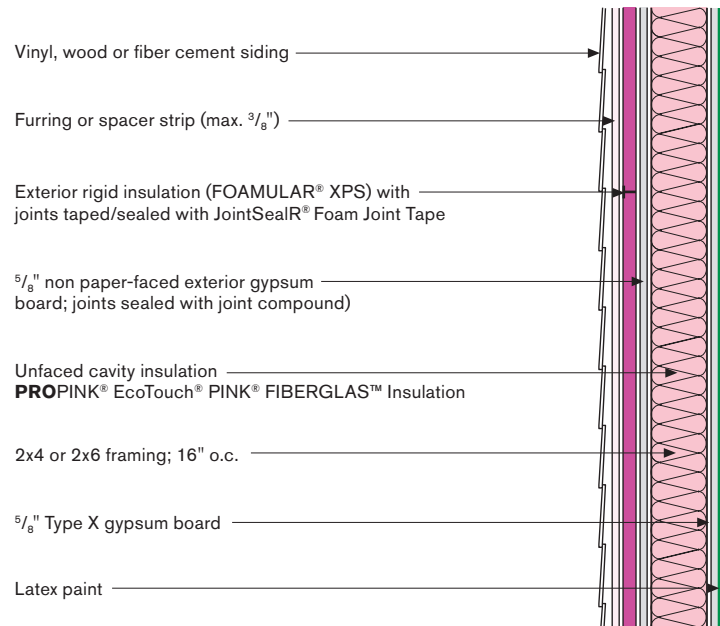 Vinyl, wood or fiber cement siding
Furring or spacer strip (max. 3/8")
Exterior rigid insulation (FOAMULAR® XPS) with
joints taped/sealed with JointSealR® Foam Joint Tape
5/8" non paper-faced exterior gypsum
board; joints sealed with joint compound)
Unfaced cavity insulation
PROPINK® EcoTouch® PINK® FIBERGLAS™ Insulation
2x4 or 2x6 framing; 16" o.c.
5/8" Type X gypsum board
Latex paint